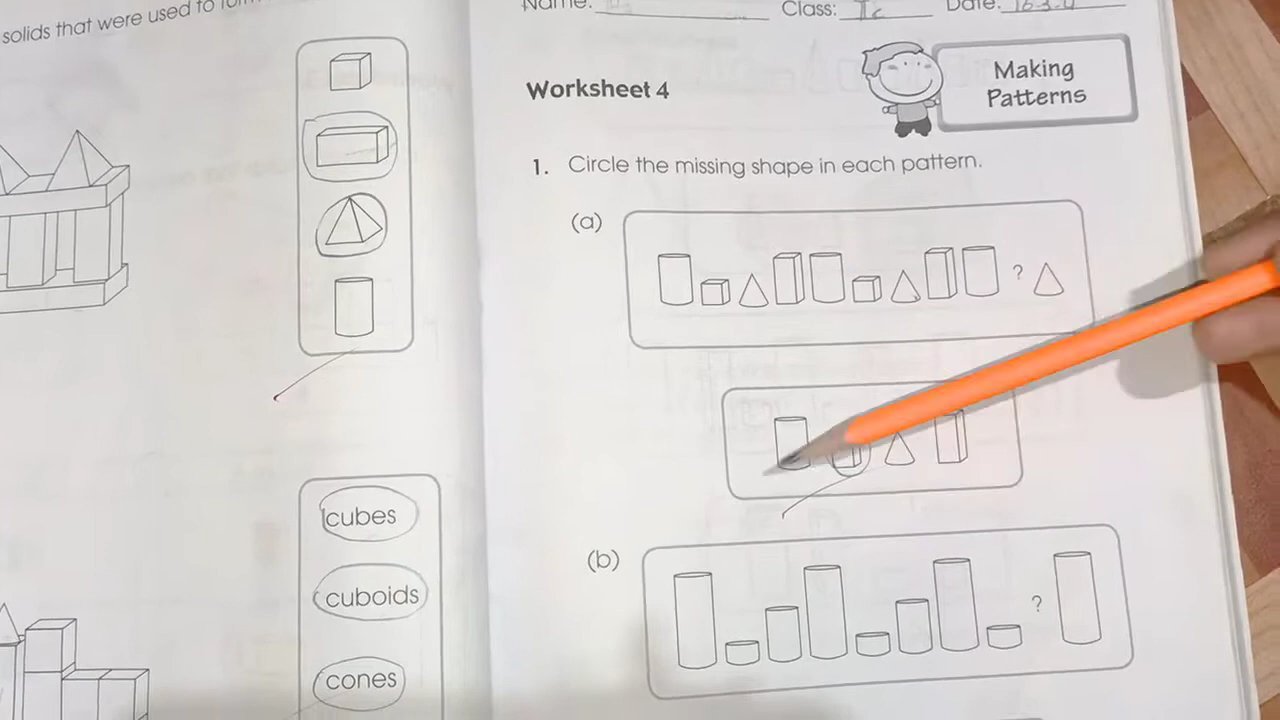 solids that were used to
cubes
cuboids
cones
Name:
Class: Ic Date:
Worksheet 4
Making
Patterns
1. Circle the missing shape in each pattern.
(a)
?
(b)
?